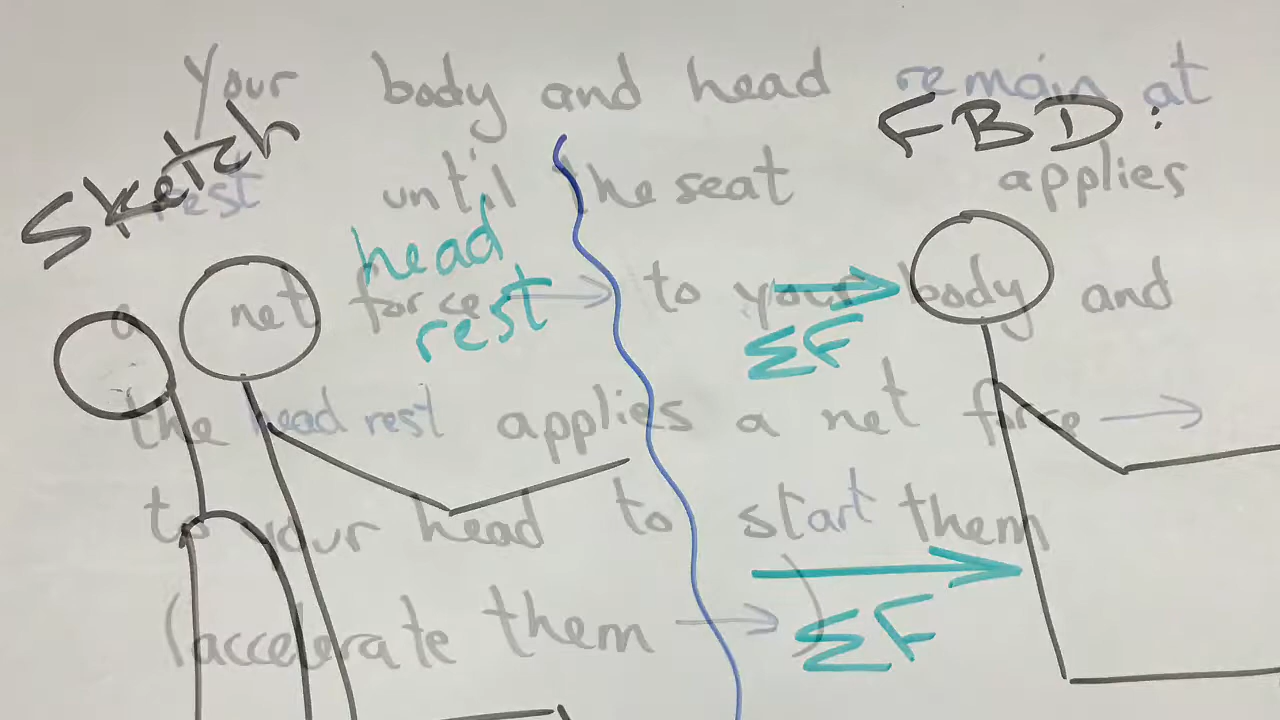 Your body and head remain at
rest until the seat applies
a net force → to your body and
the head rest applies a net force →
to your head to start them
(accelerate them → )
Sketch
head
rest
FBD:
ΣF
ΣF